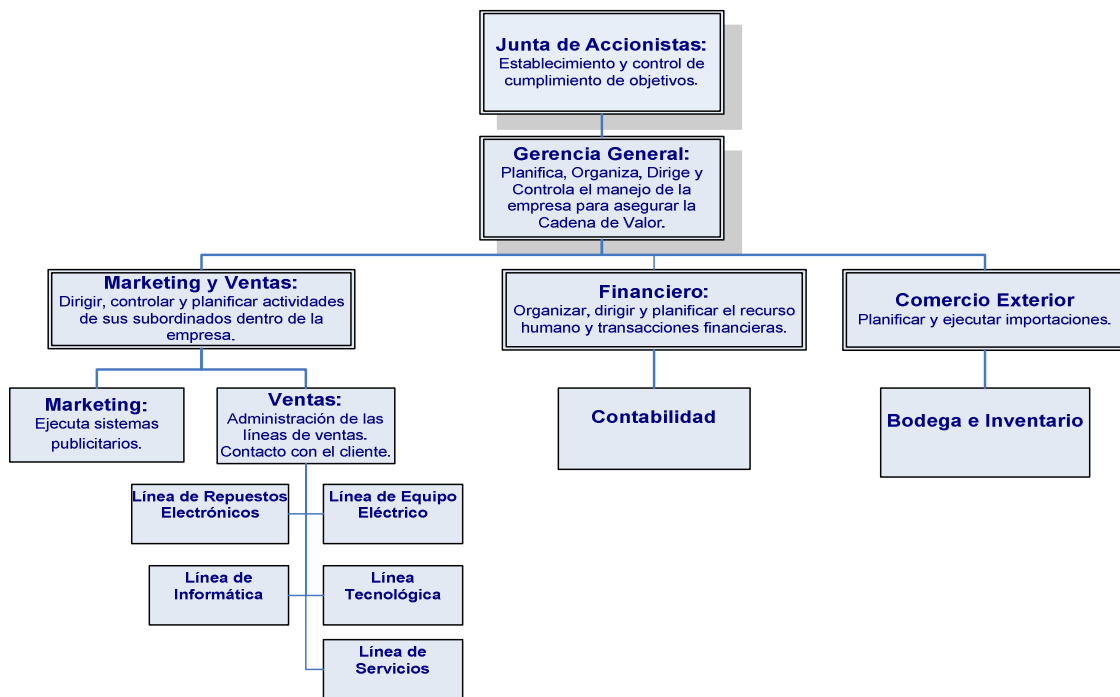 Junta de Accionistas:
Establecimiento y control de
cumplimiento de objetivos.
Gerencia General:
Planifica, Organiza, Dirige y
Controla el manejo de la
empresa para asegurar la
Cadena de Valor.
Marketing y Ventas:
Dirigir, controlar y planificar actividades
de sus subordinados dentro de la
empresa.
Financiero:
Organizar, dirigir y planificar el recurso
humano y transacciones financieras.
Comercio Exterior
Planificar y ejecutar importaciones.
Marketing:
Ejecuta sistemas
publicitarios.
Ventas:
Administración de las
líneas de ventas.
Contacto con el cliente.
Contabilidad
Bodega e Inventario
Línea de Repuestos
Electrónicos
Línea de Equipo
Eléctrico
Línea de
Informática
Línea
Tecnológica
Línea de
Servicios